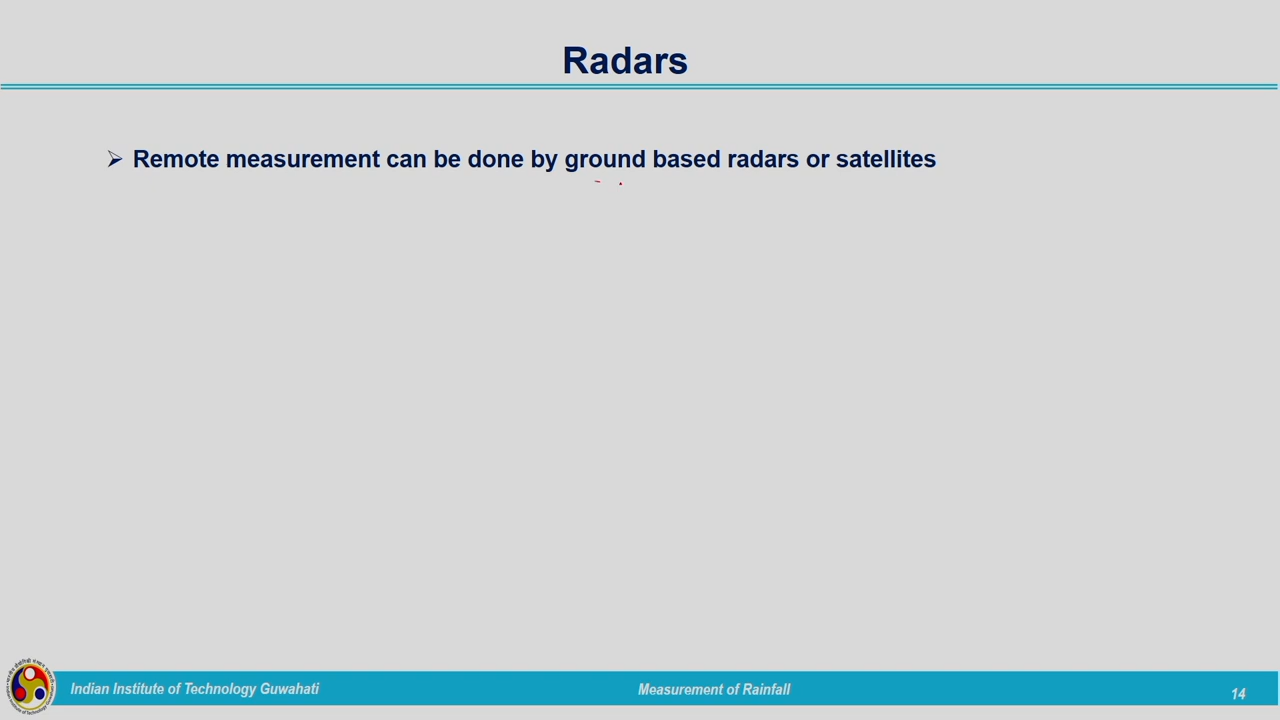 Radars
Remote measurement can be done by ground based radars or satellites
Indian Institute of Technology Guwahati
Measurement of Rainfall
14